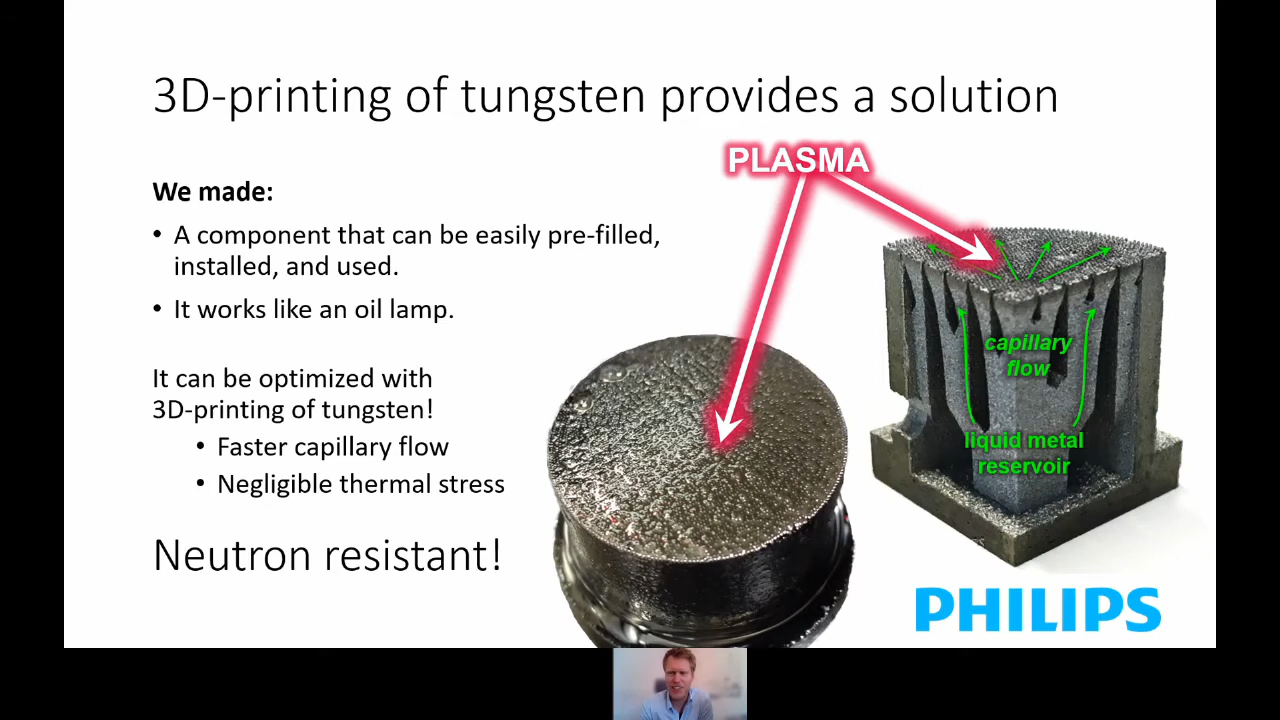 3D-printing of tungsten provides a solution
PLASMA
We made:
• A component that can be easily pre-filled,
installed, and used.
• It works like an oil lamp.
It can be optimized with
3D-printing of tungsten!
• Faster capillary flow
• Negligible thermal stress
Neutron resistant!
capillary
flow
liquid metal
reservoir
PHILIPS